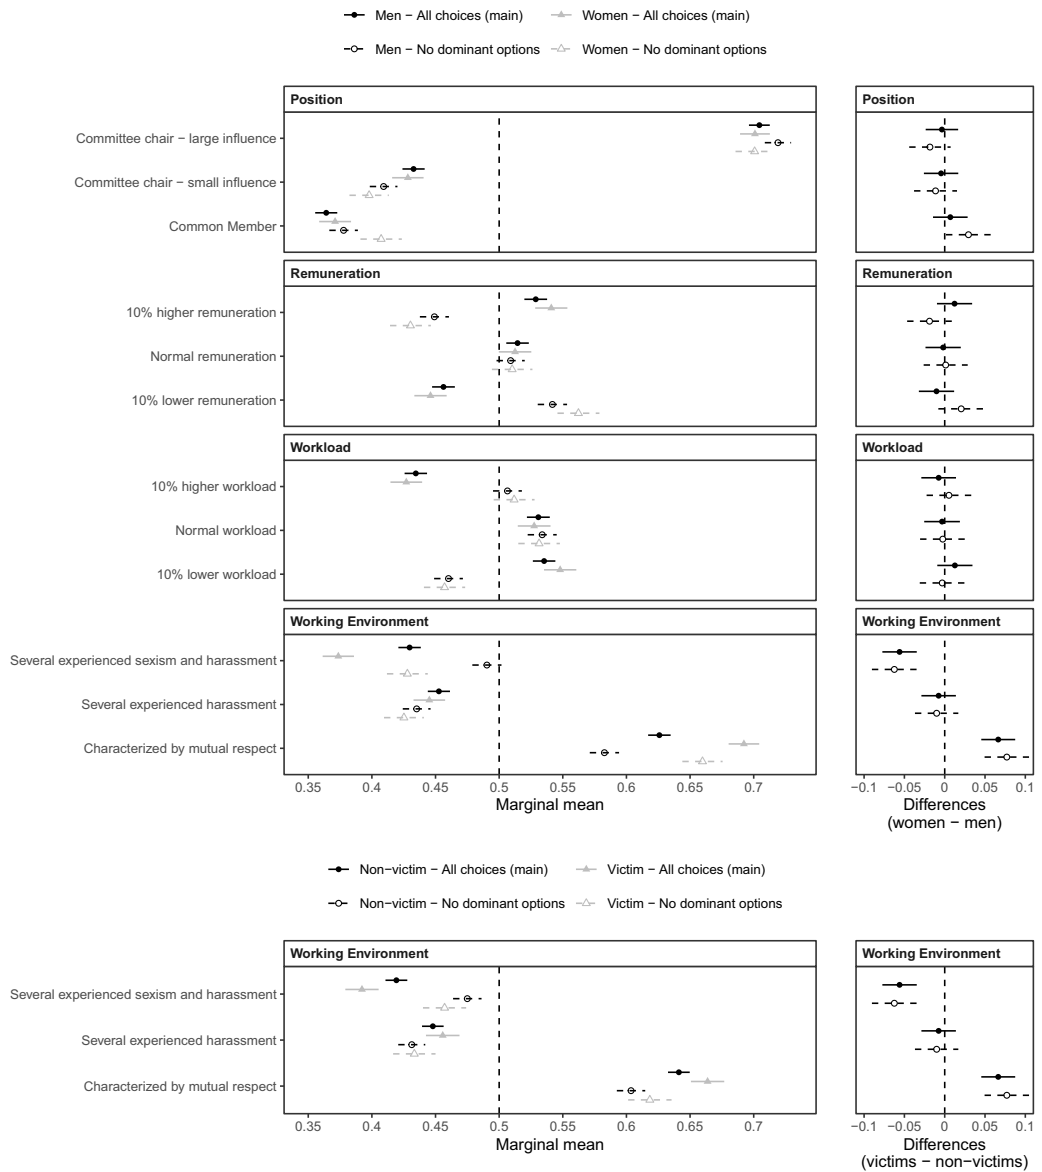 Men − All choices (main) Women − All choices (main)
Men − No dominant options Women − No dominant options
Position Position
Committee chair − large influence
Committee chair − small influence
Common Member
Remuneration Remuneration
10% higher remuneration
Normal remuneration
10% lower remuneration
Workload Workload
10% higher workload
Normal workload
10% lower workload
Working Environment Working Environment
Several experienced sexism and harassment
Several experienced harassment
Characterized by mutual respect
0.35 0.4 0.45 0.5 0.55 0.6 0.65 0.7 −0.1 −0.05 0 0.05 0.1
Marginal mean Differences
(women − men)
Non−victim − All choices (main) Victim − All choices (main)
Non−victim − No dominant options Victim − No dominant options
Working Environment Working Environment
Several experienced sexism and harassment
Several experienced harassment
Characterized by mutual respect
0.35 0.4 0.45 0.5 0.55 0.6 0.65 0.7 −0.1 −0.05 0 0.05 0.1
Marginal mean Differences
(victims − non−victims)